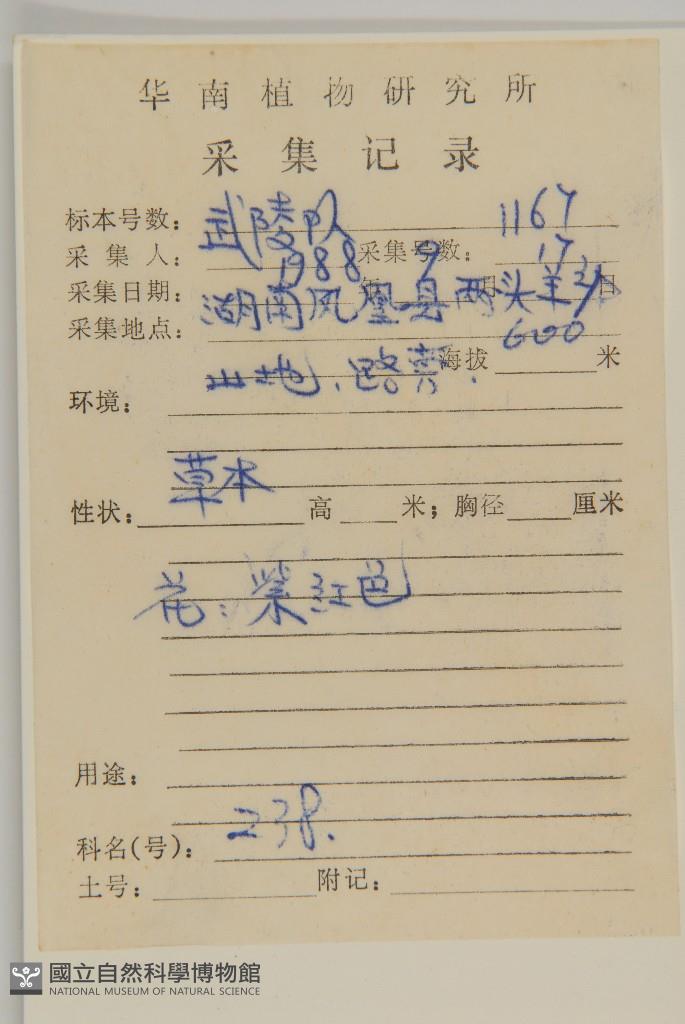 华南植物研究所
采集记录
标本号数：
采集人： 武陵队 采集号数： 1167
采集日期： 1988 年 9 月 17 日
采集地点： 湖南凤凰县两头羊
海拔 600 米
环境： 山地、路旁.
性状： 草本 高 米；胸径 厘米
花：紫红色
用途：
科名(号)： 238.
土号： 附记：
國立自然科學博物館
NATIONAL MUSEUM OF NATURAL SCIENCE